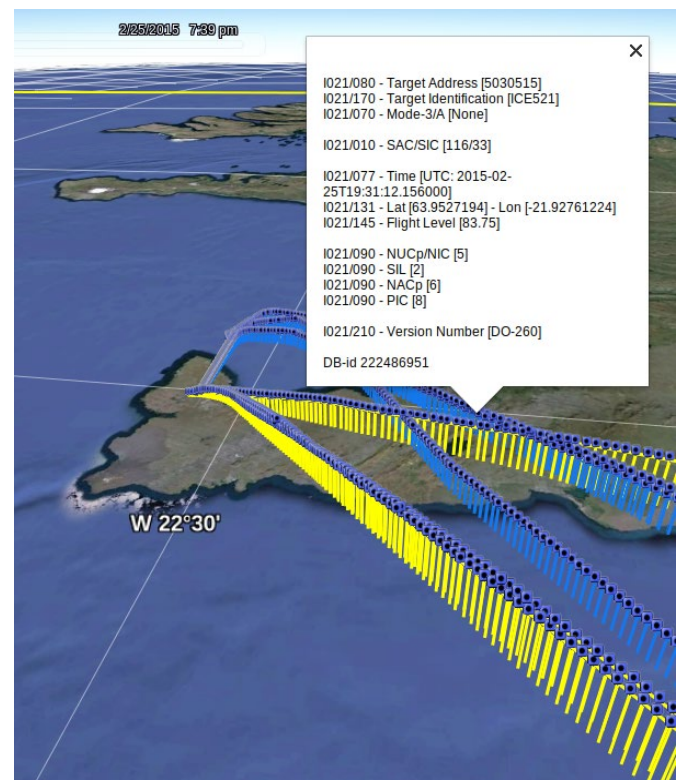 2/25/2015 7:39 pm
I021/080 - Target Address [5030515]
I021/170 - Target Identification [ICE521]
I021/070 - Mode-3/A [None]
I021/010 - SAC/SIC [116/33]
I021/077 - Time [UTC: 2015-02-
25T19:31:12.156000]
I021/131 - Lat [63.9527194] - Lon [-21.92761224]
I021/145 - Flight Level [83.75]
I021/090 - NUCp/NIC [5]
I021/090 - SIL [2]
I021/090 - NACp [6]
I021/090 - PIC [8]
I021/210 - Version Number [DO-260]
DB-id 222486951
W 22°30'